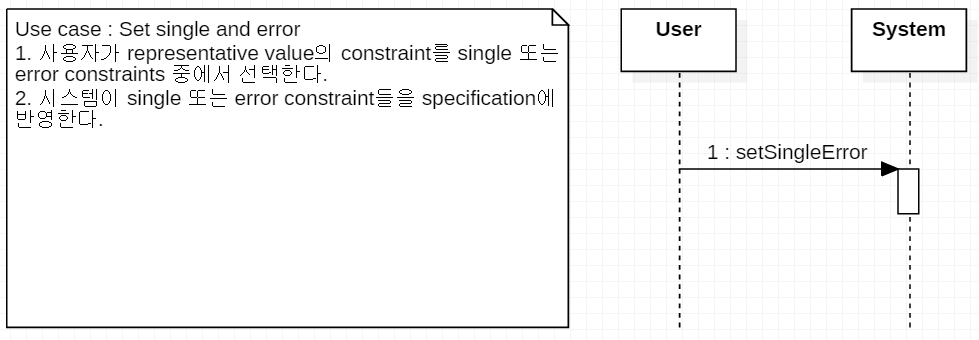 Use case : Set single and error
1. 사용자가 representative value의 constraint를 single 또는
error constraints 중에서 선택한다.
2. 시스템이 single 또는 error constraint들을 specification에
반영한다.
User
System
1 : setSingleError